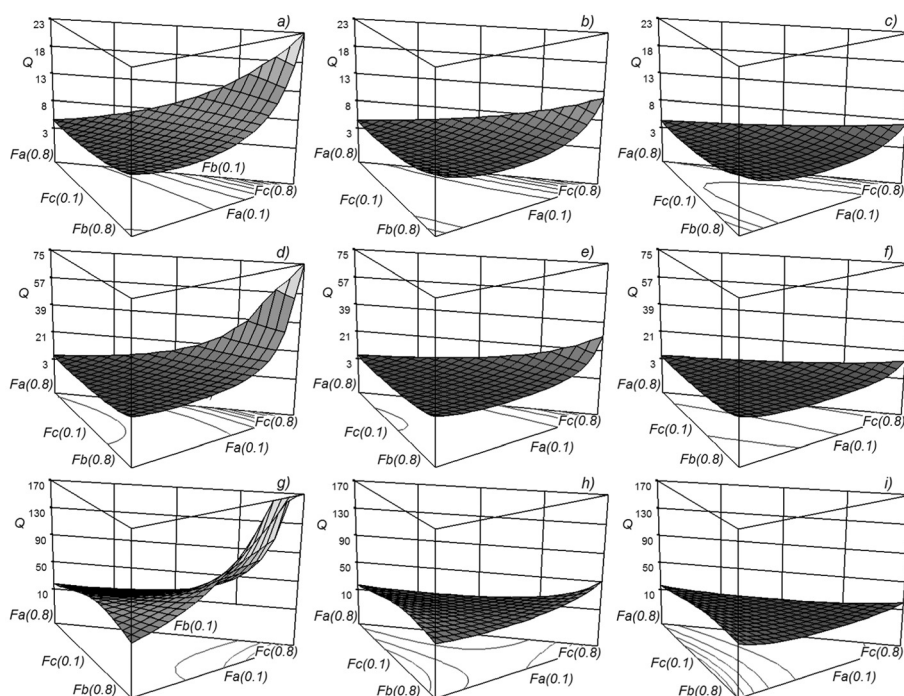 a)
23
18
Q
13
8
3
Fa(0.8)
Fb(0.1)
Fc(0.8)
Fc(0.1)
Fa(0.1)
Fb(0.8)
b)
23
18
Q
13
8
3
Fa(0.8)
Fc(0.8)
Fc(0.1)
Fa(0.1)
Fb(0.8)
c)
23
18
Q
13
8
3
Fa(0.8)
Fc(0.8)
Fc(0.1)
Fa(0.1)
Fb(0.8)
d)
75
57
Q
39
21
3
Fa(0.8)
Fc(0.8)
Fc(0.1)
Fa(0.1)
Fb(0.8)
e)
75
57
Q
39
21
3
Fa(0.8)
Fc(0.8)
Fc(0.1)
Fa(0.1)
Fb(0.8)
f)
75
57
Q
39
21
3
Fa(0.8)
Fc(0.8)
Fc(0.1)
Fa(0.1)
Fb(0.8)
g)
170
130
Q
90
50
10
Fa(0.8)
Fb(0.1)
Fc(0.8)
Fc(0.1)
Fa(0.1)
Fb(0.8)
h)
170
130
Q
90
50
10
Fa(0.8)
Fc(0.8)
Fc(0.1)
Fa(0.1)
Fb(0.8)
i)
170
130
Q
90
50
10
Fa(0.8)
Fc(0.8)
Fc(0.1)
Fa(0.1)
Fb(0.8)